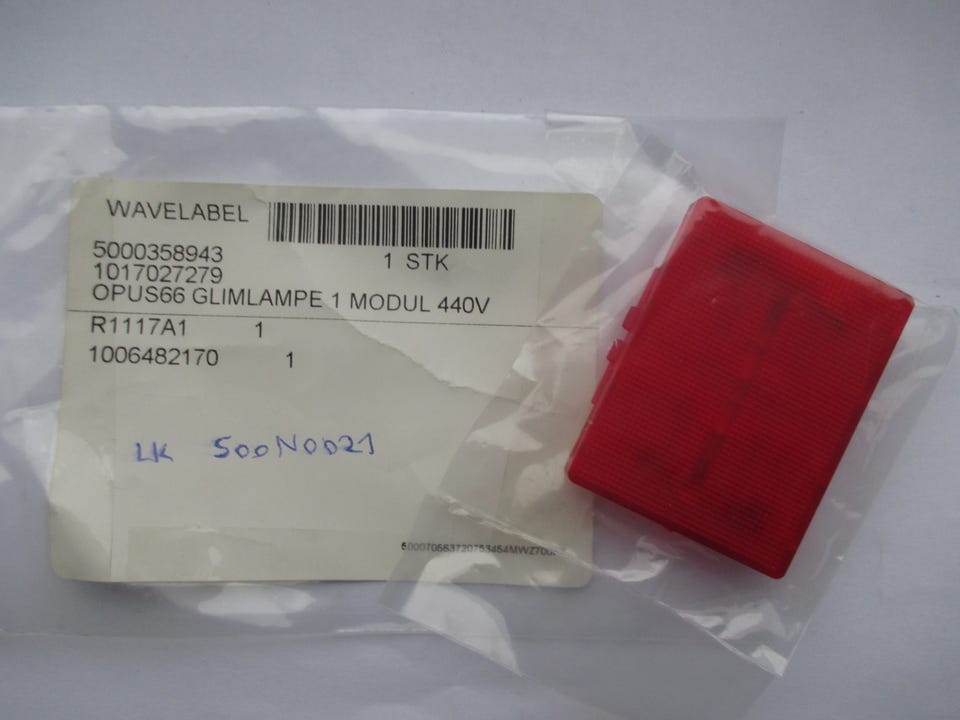 WAVELABEL
5000358943
1 STK
1017027279
OPUS66 GLIMLAMPE 1 MODUL 440V
R1117A1 1
1006482170 1
LK 500N0021